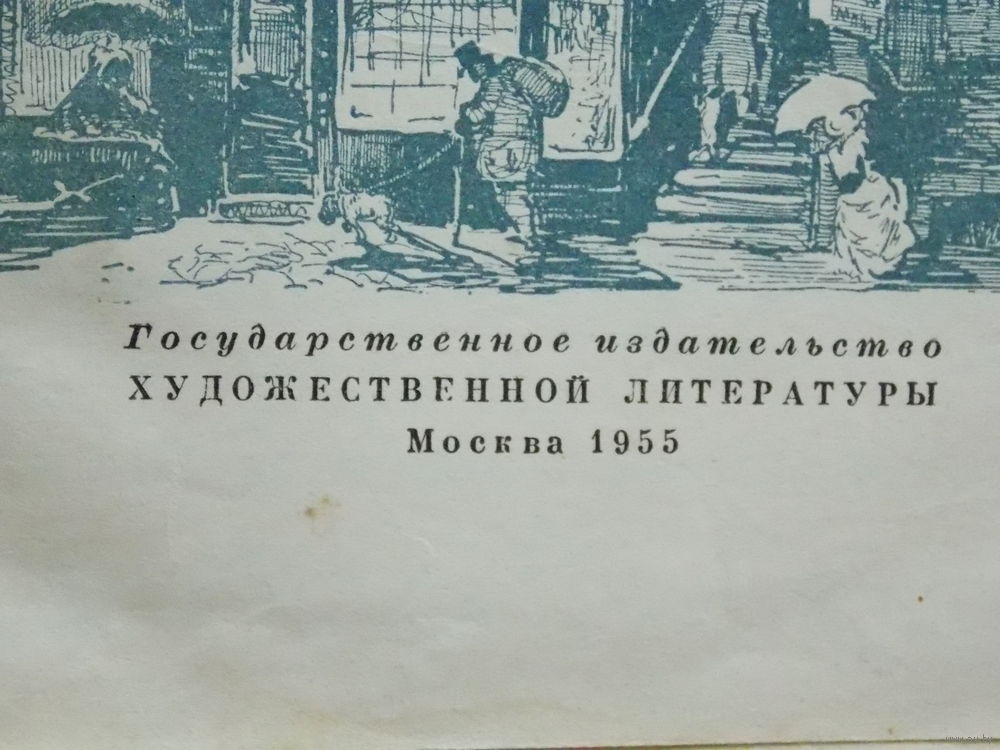 Государственное издательство
ХУДОЖЕСТВЕННОЙ ЛИТЕРАТУРЫ
Москва 1955